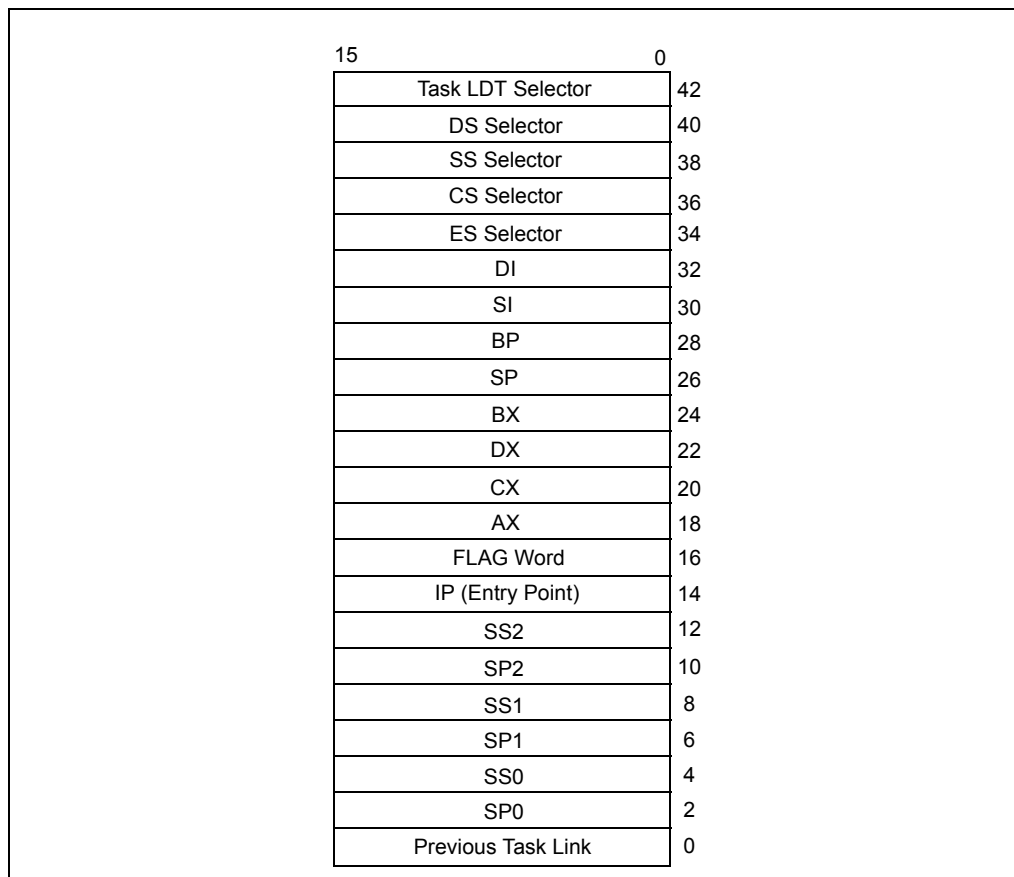 15 0
Task LDT Selector 42
DS Selector 40
SS Selector 38
CS Selector 36
ES Selector 34
DI 32
SI 30
BP 28
SP 26
BX 24
DX 22
CX 20
AX 18
FLAG Word 16
IP (Entry Point) 14
SS2 12
SP2 10
SS1 8
SP1 6
SS0 4
SP0 2
Previous Task Link 0